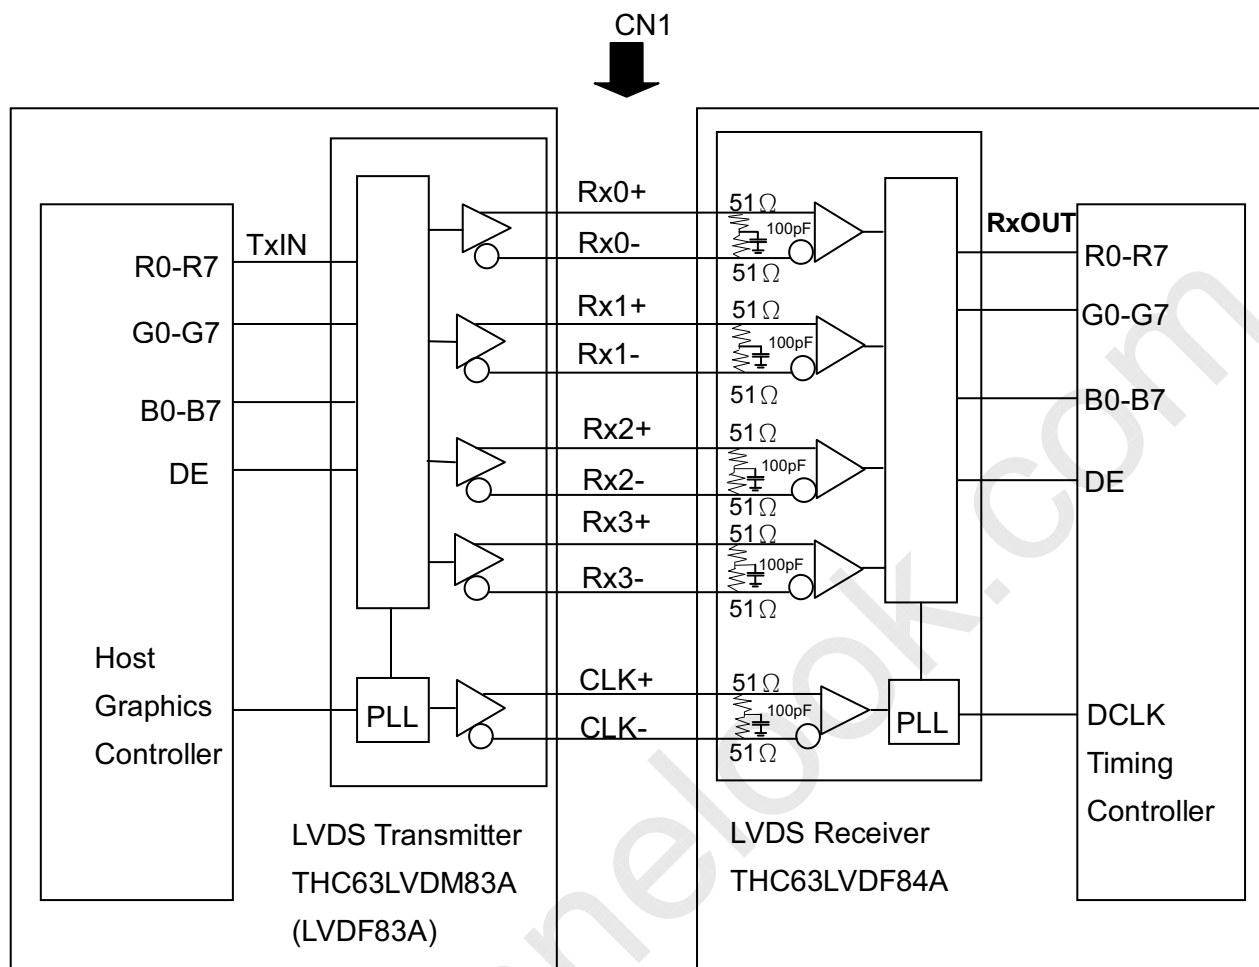 CN1
Host
Graphics
Controller
R0-R7
G0-G7
B0-B7
DE
TxIN
PLL
LVDS Transmitter
THC63LVDM83A
(LVDF83A)
Rx0+
Rx0-
Rx1+
Rx1-
Rx2+
Rx2-
Rx3+
Rx3-
CLK+
CLK-
51Ω
100pF
51Ω
51Ω
100pF
51Ω
51Ω
100pF
51Ω
51Ω
100pF
51Ω
51Ω
100pF
51Ω
PLL
LVDS Receiver
THC63LVDF84A
RxOUT
R0-R7
G0-G7
B0-B7
DE
DCLK
Timing
Controller
nelook.com